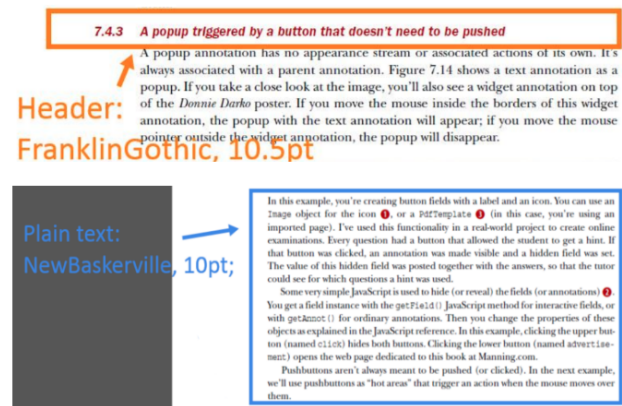 7.4.3 A popup triggered by a button that doesn't need to be pushed
A popup annotation has no appearance stream or associated actions of its own. It's
always associated with a parent annotation. Figure 7.14 shows a text annotation as a
popup. If you take a close look at the image, you'll also see a widget annotation on top
of the Donnie Darko poster. If you move the mouse inside the borders of this widget
annotation, the popup with the text annotation will appear; if you move the mouse
pointer outside the widget annotation, the popup will disappear.
Header:
FranklinGothic, 10.5pt
Plain text:
NewBaskerville, 10pt;
In this example, you're creating button fields with a label and an icon. You can use an
Image object for the icon 1, or a PdfTemplate 1 (in this case, you're using an
imported page). I've used this functionality in a real-world project to create online
examinations. Every question had a button that allowed the student to get a hint. If
that button was clicked, an annotation was made visible and a hidden field was set.
The value of this hidden field was posted together with the answers, so that the tutor
could see for which questions a hint was used.
Some very simple JavaScript is used to hide (or reveal) the fields (or annotations) 2.
You get a field instance with the getField() JavaScript method for interactive fields, or
with getAnnot() for ordinary annotations. Then you change the properties of these
objects as explained in the JavaScript reference. In this example, clicking the upper but-
ton (named click) hides both buttons. Clicking the lower button (named advertise-
ment) opens the web page dedicated to this book at Manning.com.
Pushbuttons aren't always meant to be pushed (or clicked). In the next example,
we'll use pushbuttons as "hot areas" that trigger an action when the mouse moves over
them.